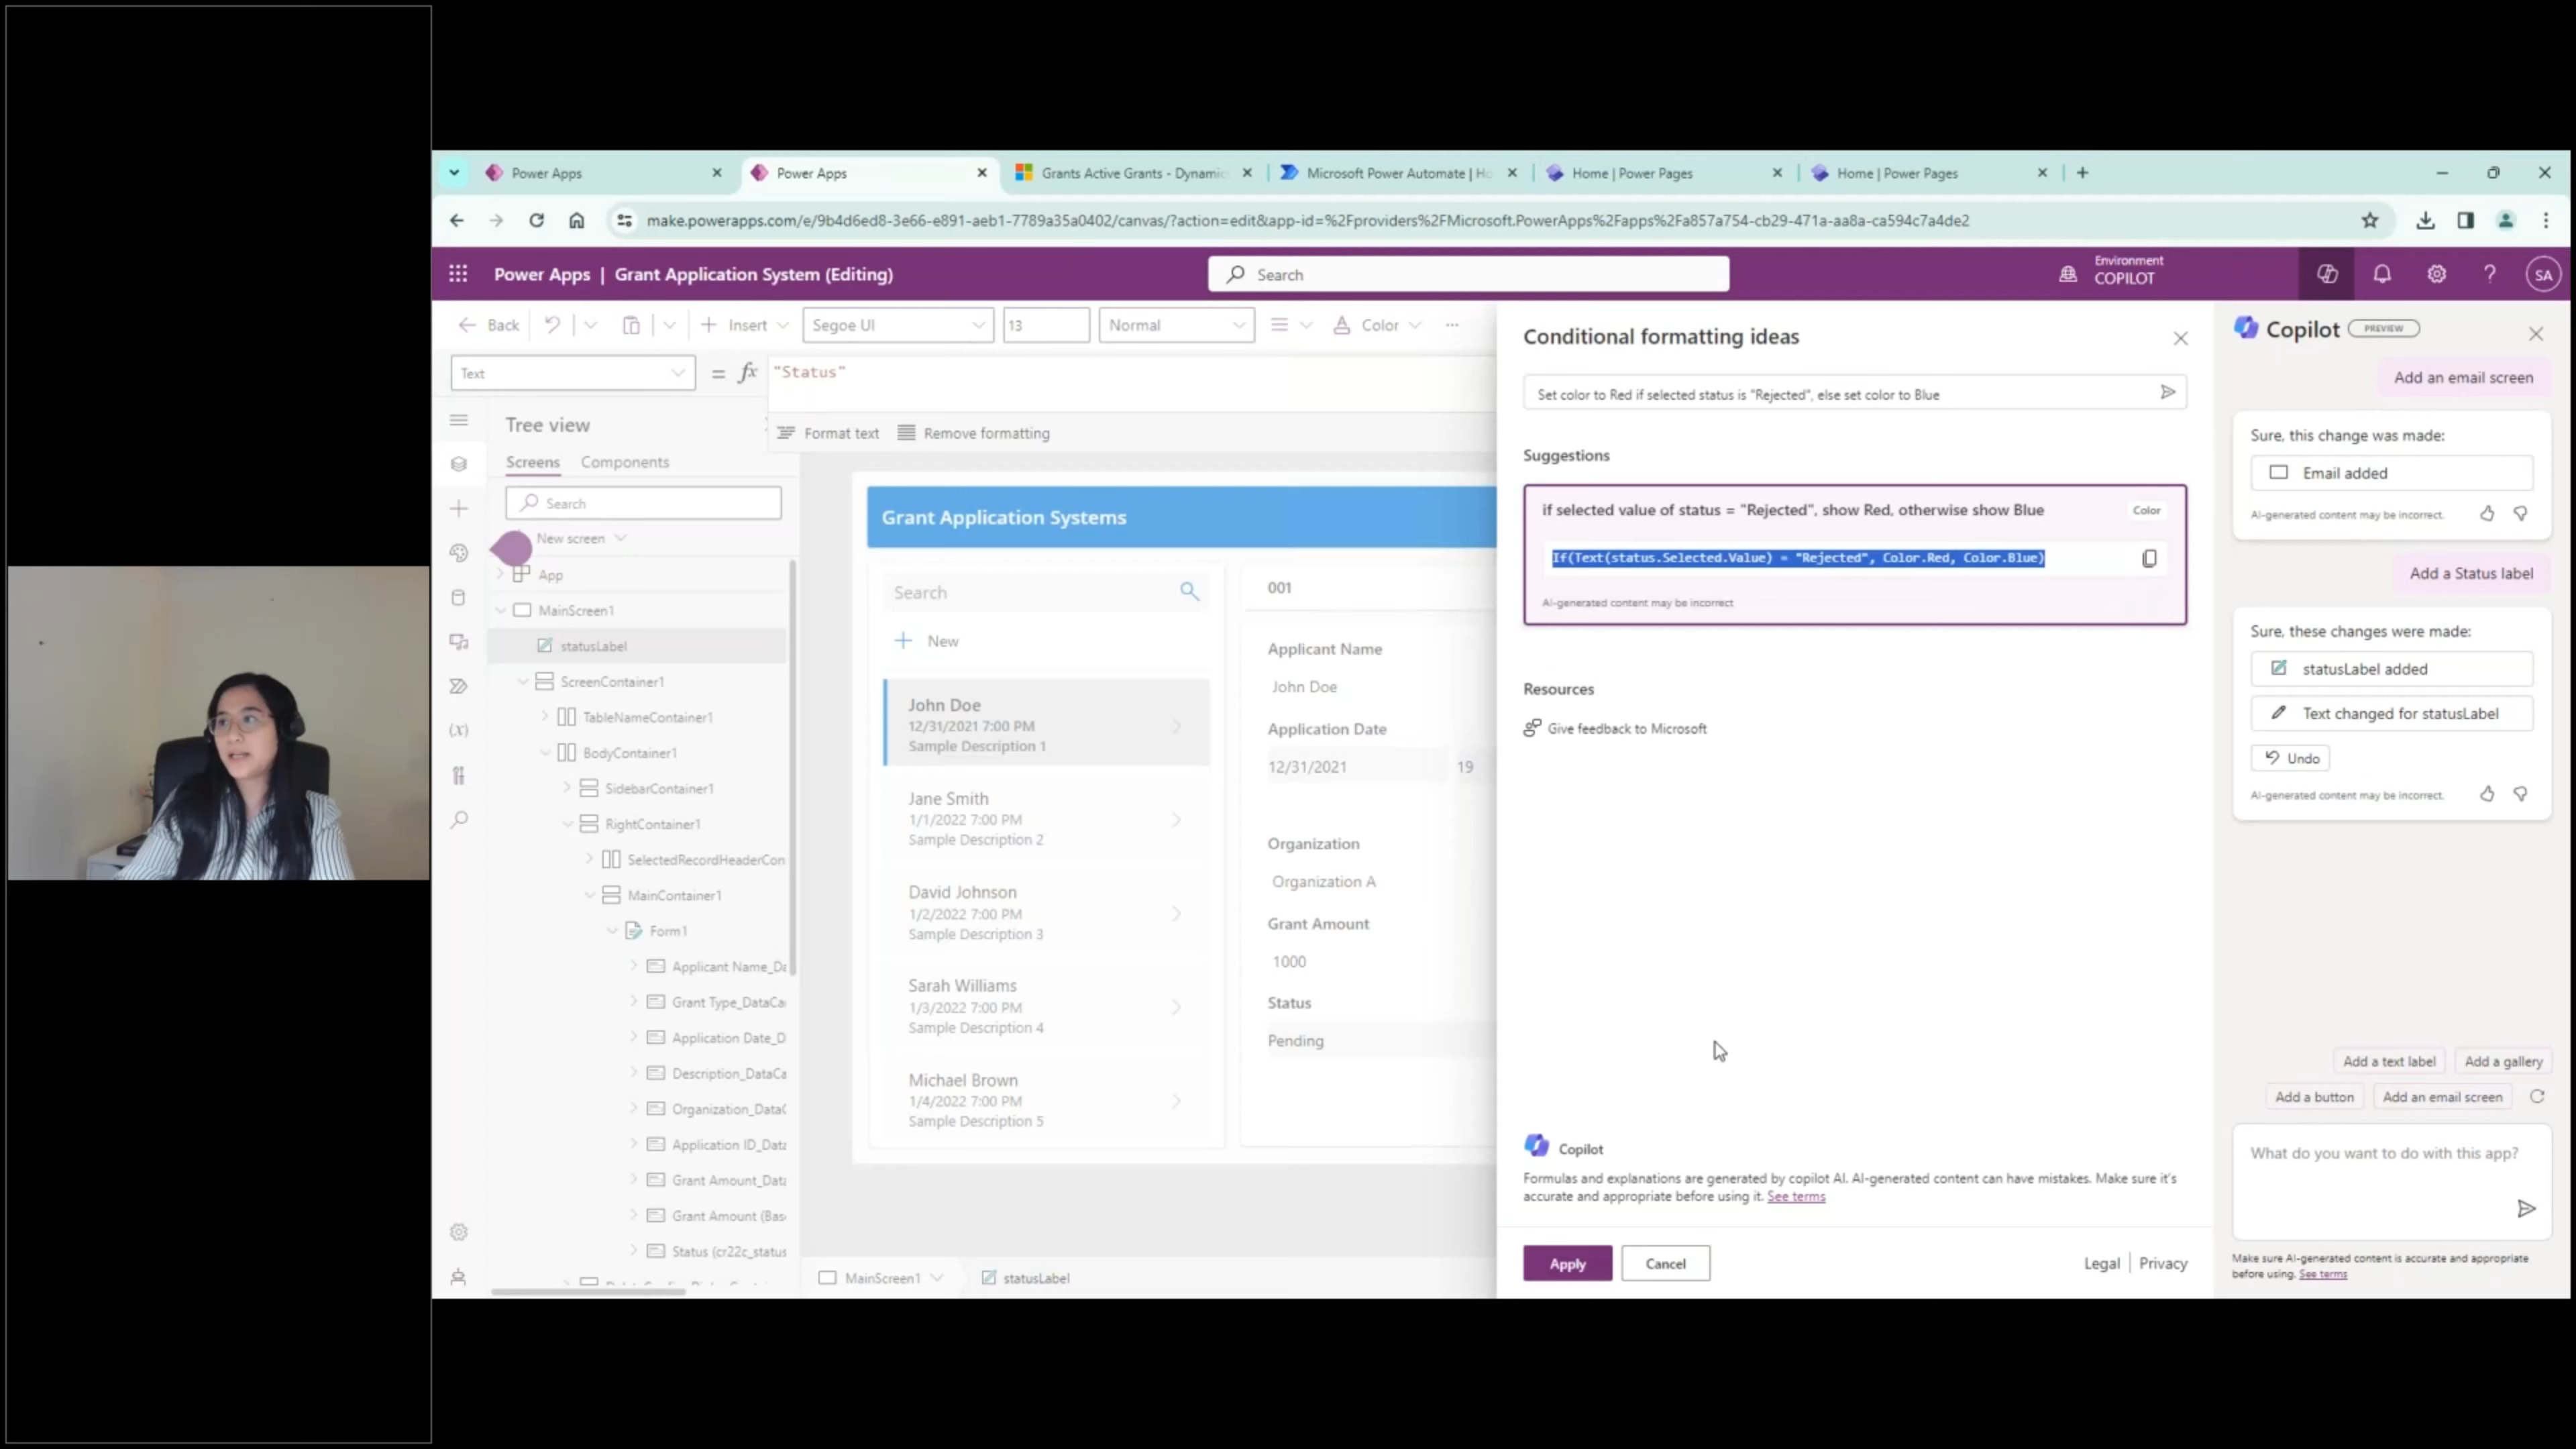 Power Apps
Power Apps
Grants Active Grants - Dynamic
Microsoft Power Automate | Ho
Home | Power Pages
Home | Power Pages
make.powerapps.com/e/9b4d6ed8-3e66-e891-aeb1-7789a35a0402/canvas/?action=edit&app-id=%2Fproviders%2FMicrosoft.PowerApps%2Fapps%2Fa857a754-cb29-471a-aa8a-ca594c7a4de2
Power Apps | Grant Application System (Editing)
Search
Environment
COPILOT
SA
Back
Insert
Segoe UI
13
Normal
Color
Text
= fx "Status"
Format text
Remove formatting
Tree view
Screens
Components
Search
New screen
App
MainScreen1
statusLabel
ScreenContainer1
TableNameContainer1
BodyContainer1
SidebarContainer1
RightContainer1
SelectedRecordHeaderCon
MainContainer1
Form1
Applicant Name_Da
Grant Type_DataCa
Application Date_D
Description_DataCa
Organization_DataC
Application ID_Data
Grant Amount_Data
Grant Amount (Base
Status (cr22c_status
Grant Application Systems
Search
New
John Doe
12/31/2021 7:00 PM
Sample Description 1
Jane Smith
1/1/2022 7:00 PM
Sample Description 2
David Johnson
1/2/2022 7:00 PM
Sample Description 3
Sarah Williams
1/3/2022 7:00 PM
Sample Description 4
Michael Brown
1/4/2022 7:00 PM
Sample Description 5
001
Applicant Name
John Doe
Application Date
12/31/2021
19
Organization
Organization A
Grant Amount
1000
Status
Pending
MainScreen1
statusLabel
Conditional formatting ideas
Set color to Red if selected status is "Rejected", else set color to Blue
Suggestions
if selected value of status = "Rejected", show Red, otherwise show Blue
Color
If(Text(status.Selected.Value) = "Rejected", Color.Red, Color.Blue)
AI-generated content may be incorrect
Resources
Give feedback to Microsoft
Copilot
Formulas and explanations are generated by copilot AI. AI-generated content can have mistakes. Make sure it's
accurate and appropriate before using it. See terms
Apply
Cancel
Legal | Privacy
Copilot
PREVIEW
Add an email screen
Sure, this change was made:
Email added
AI-generated content may be incorrect.
Add a Status label
Sure, these changes were made:
statusLabel added
Text changed for statusLabel
Undo
AI-generated content may be incorrect.
Add a text label
Add a gallery
Add a button
Add an email screen
What do you want to do with this app?
Make sure AI-generated content is accurate and appropriate
before using. See terms